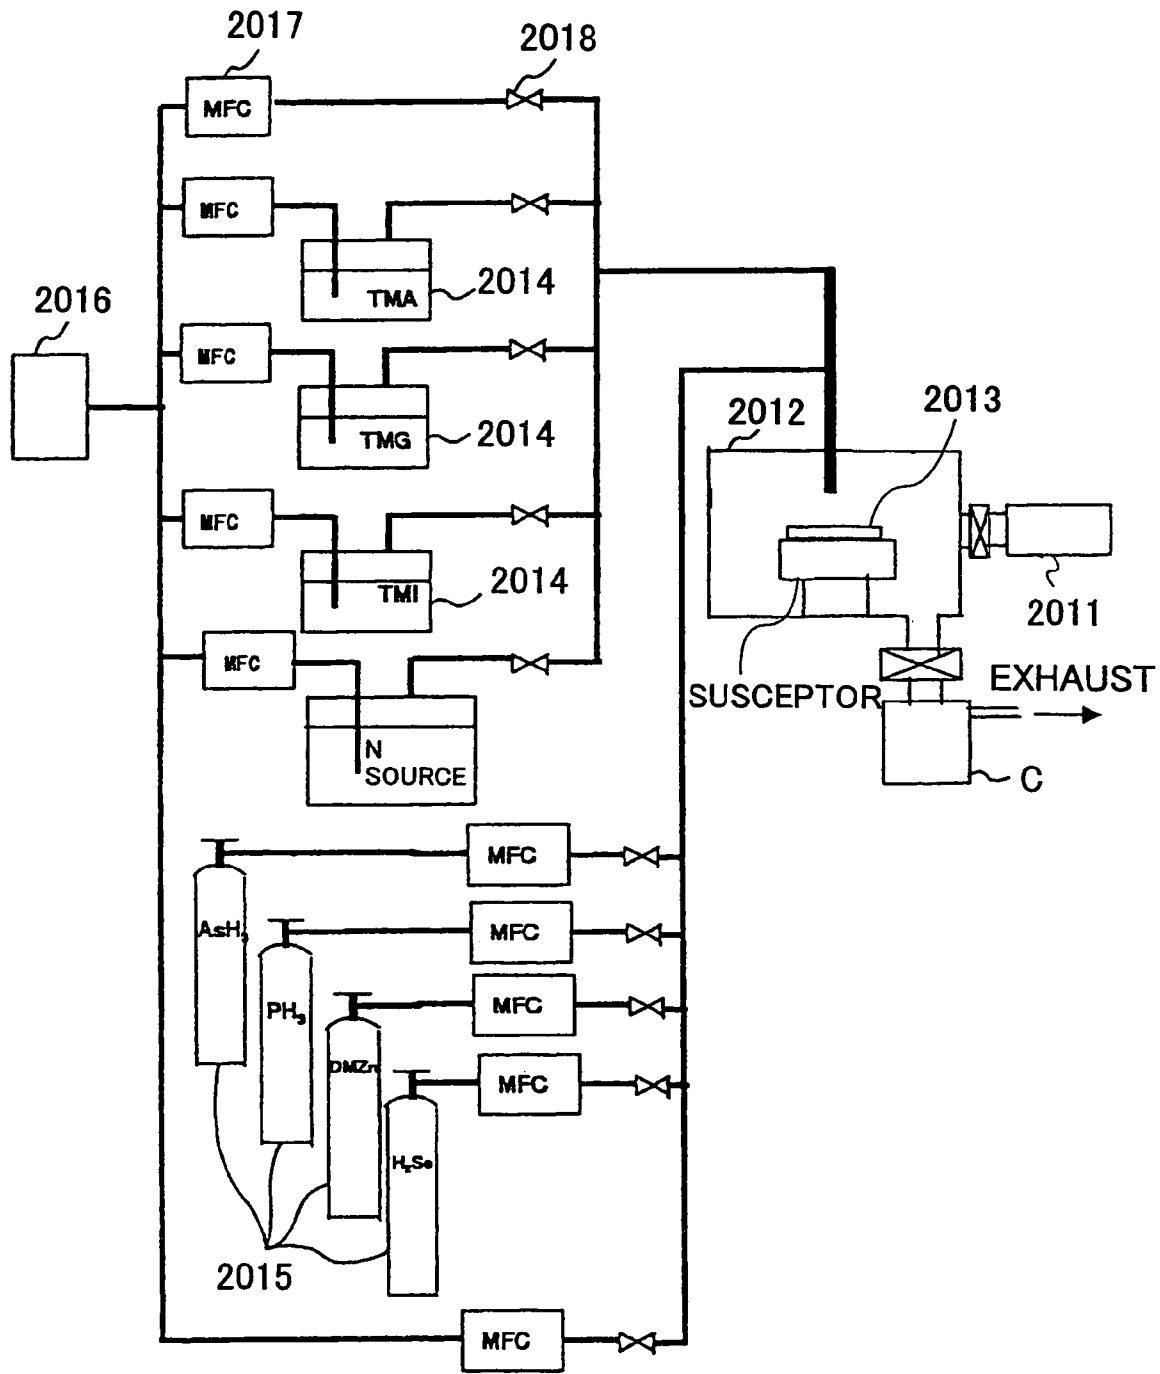 2017
2018
MFC
MFC
TMA
2014
2016
MFC
TMG
2014
2012
2013
MFC
TMI
2014
2011
MFC
SUSCEPTOR
EXHAUST
N
SOURCE
C
MFC
AsH₃
MFC
PH₃
MFC
DMZn
MFC
H₂Se
2015
MFC